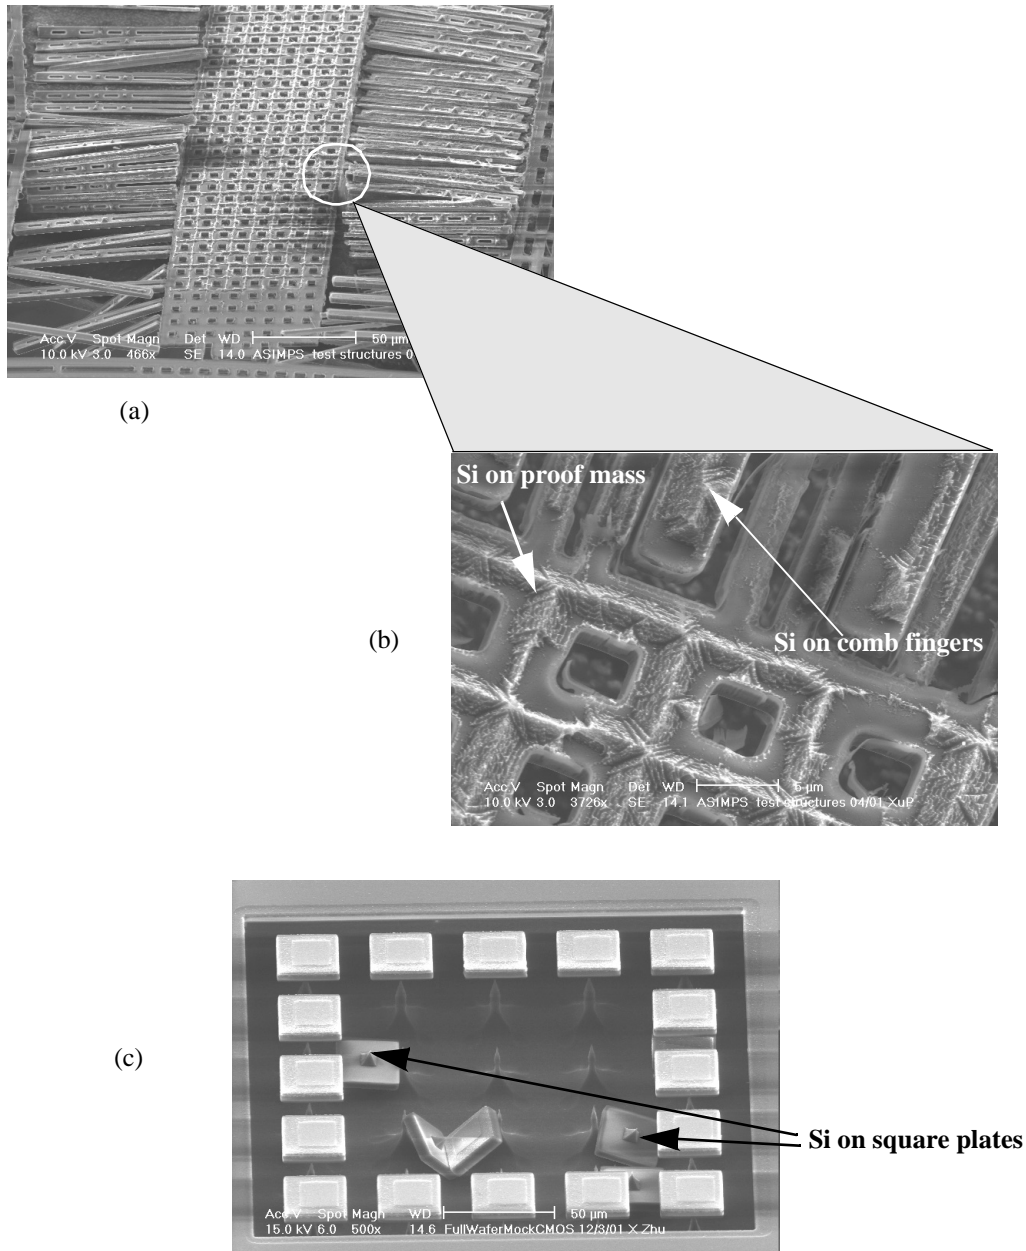 Acc.V Spot Magn Det WD 50 µm
10.0 kV 3.0 466x SE 14.0 ASIMPS test structures 0
(a)
Si on proof mass
Si on comb fingers
(b)
Acc.V Spot Magn Det WD 5 µm
10.0 kV 3.0 3726x SE 14.1 ASIMPS test structures 04/01 XuP
(c)
Si on square plates
Acc.V Spot Magn WD 50 µm
15.0 kV 6.0 500x 14.6 FullWaferMockCMOS 12/3/01 X Zhu